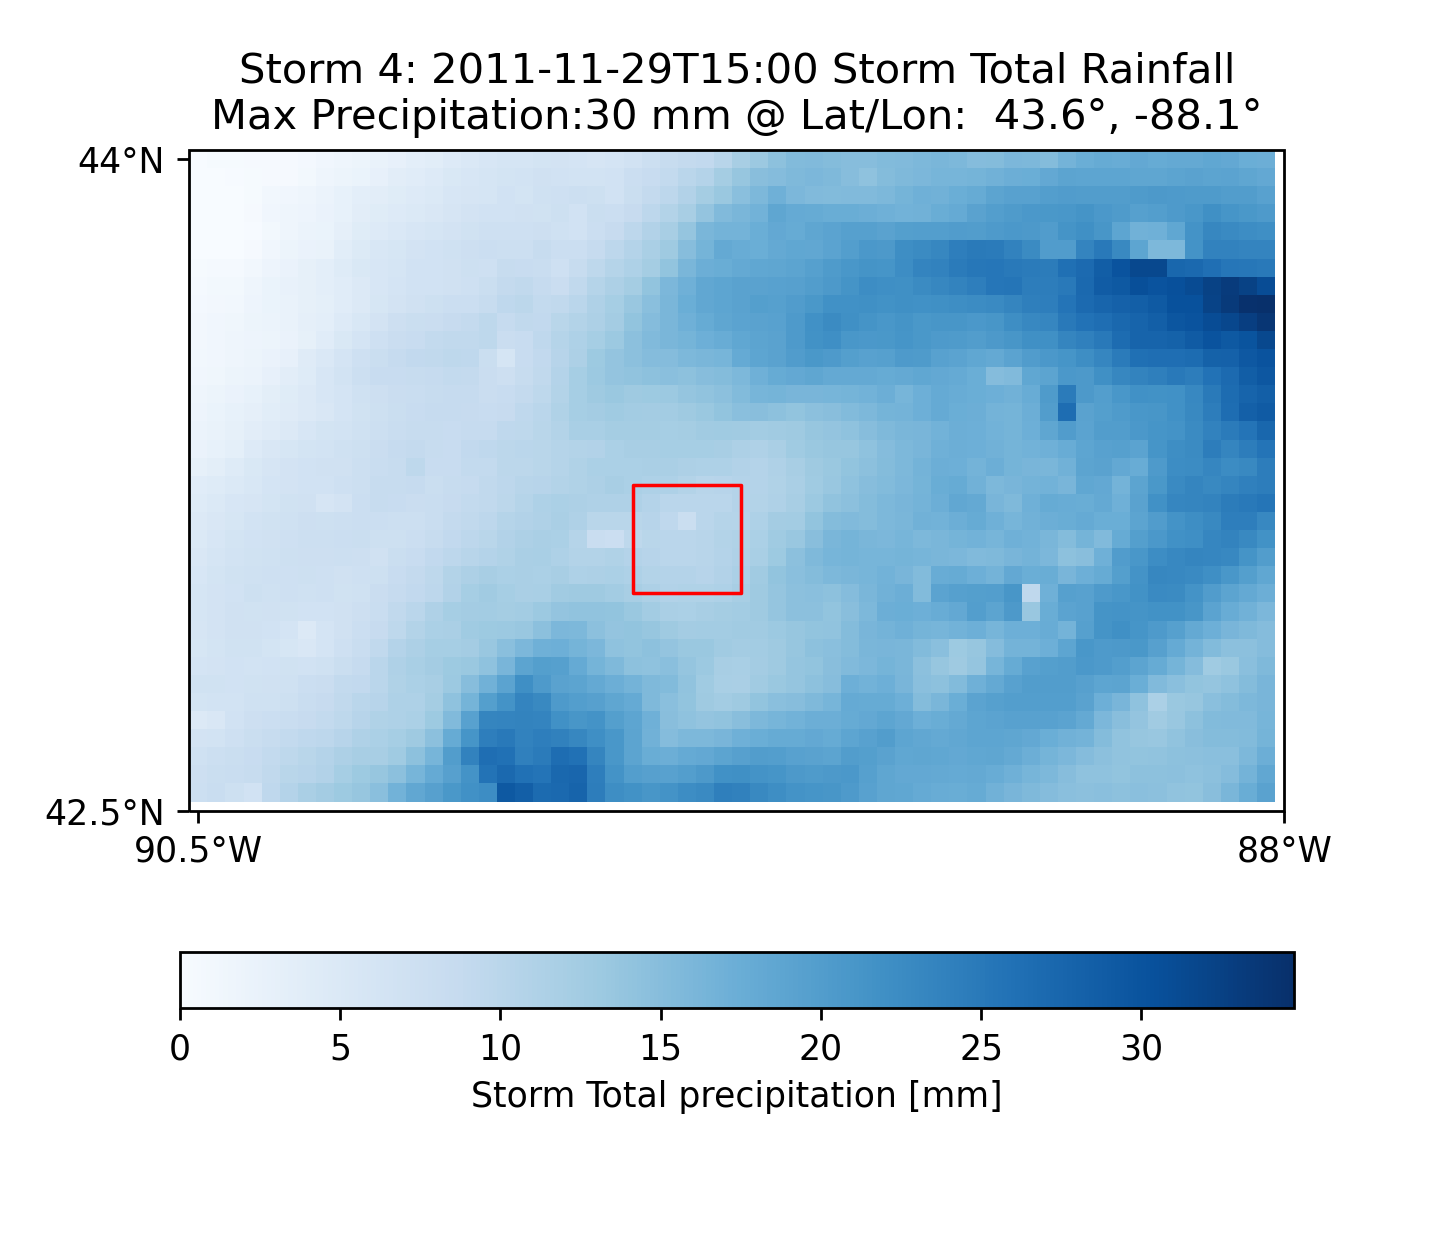 Storm 4: 2011-11-29T15:00 Storm Total Rainfall
Max Precipitation:30 mm @ Lat/Lon:  43.6°, -88.1°
44°N
42.5°N
90.5°W 88°W
0 5 10 15 20 25 30
Storm Total precipitation [mm]